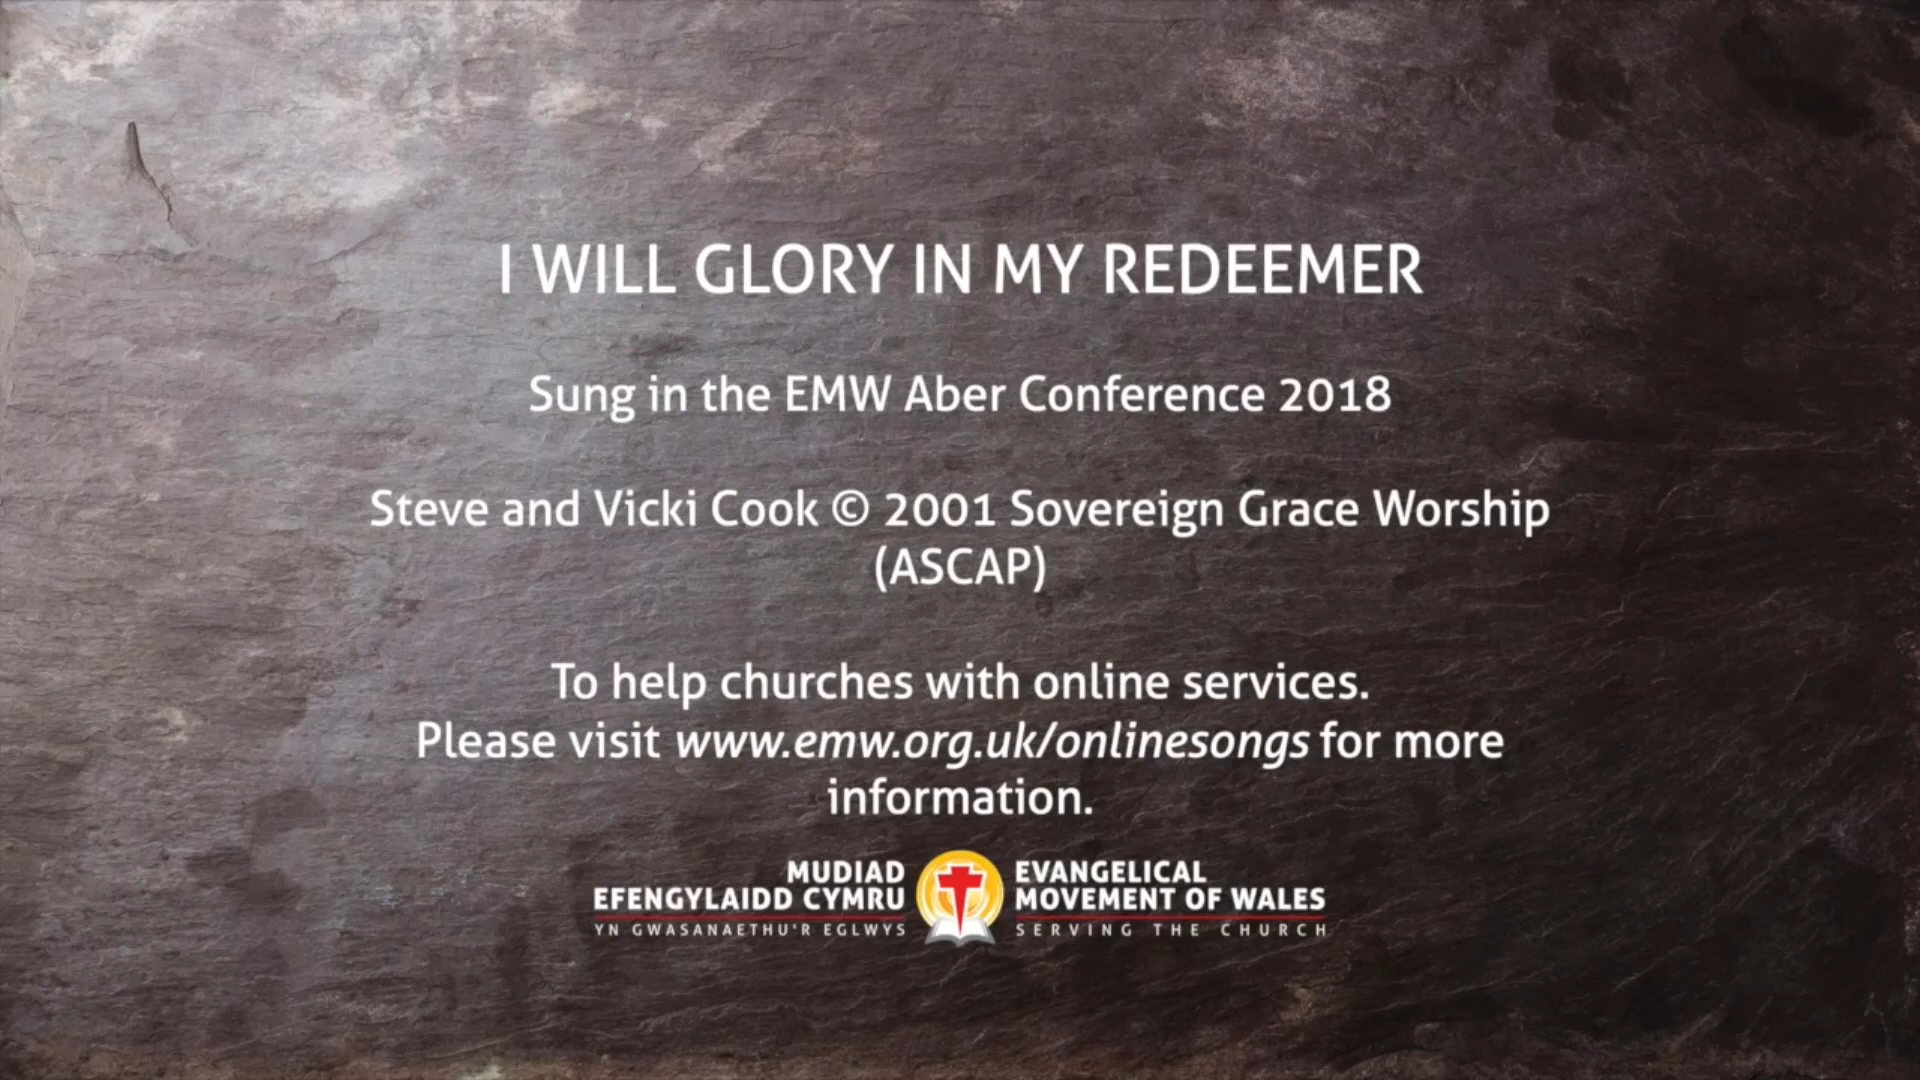 I WILL GLORY IN MY REDEEMER
Sung in the EMW Aber Conference 2018
Steve and Vicki Cook © 2001 Sovereign Grace Worship
(ASCAP)
To help churches with online services.
Please visit www.emw.org.uk/onlinesongs for more
information.
MUDIAD
EFENGYLAIDD CYMRU
YN GWASANAETHU'R EGLWYS
EVANGELICAL
MOVEMENT OF WALES
SERVING THE CHURCH